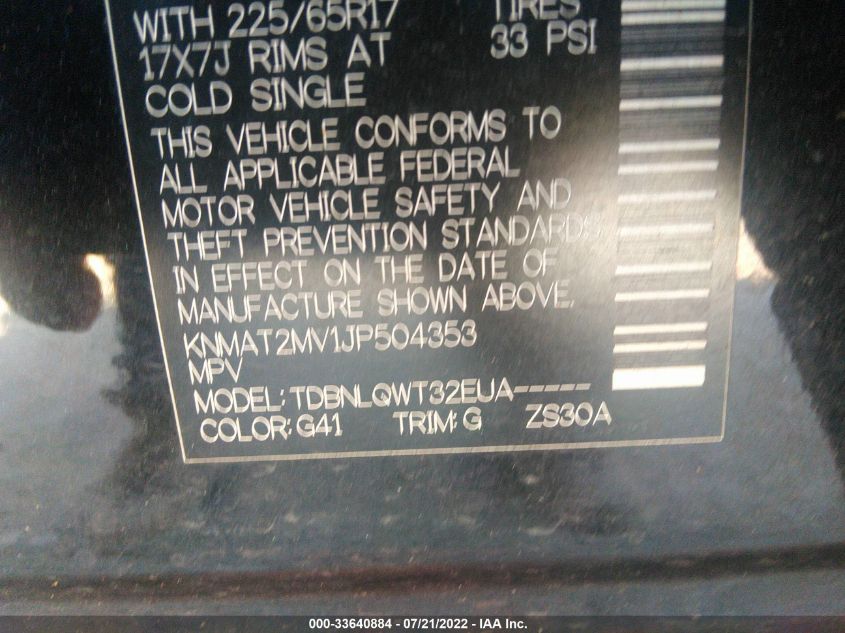 WITH 225/65R17 TIRES
17X7J RIMS AT 33 PSI
COLD SINGLE
THIS VEHICLE CONFORMS TO
ALL APPLICABLE FEDERAL
MOTOR VEHICLE SAFETY AND
THEFT PREVENTION STANDARDS
IN EFFECT ON THE DATE OF
MANUFACTURE SHOWN ABOVE.
KNMAT2MV1JP504353
MPV
MODEL:TDBNLQWT32EUA-----
COLOR:G41 TRIM:G ZS30A
000-33640884 - 07/21/2022 - IAA Inc.